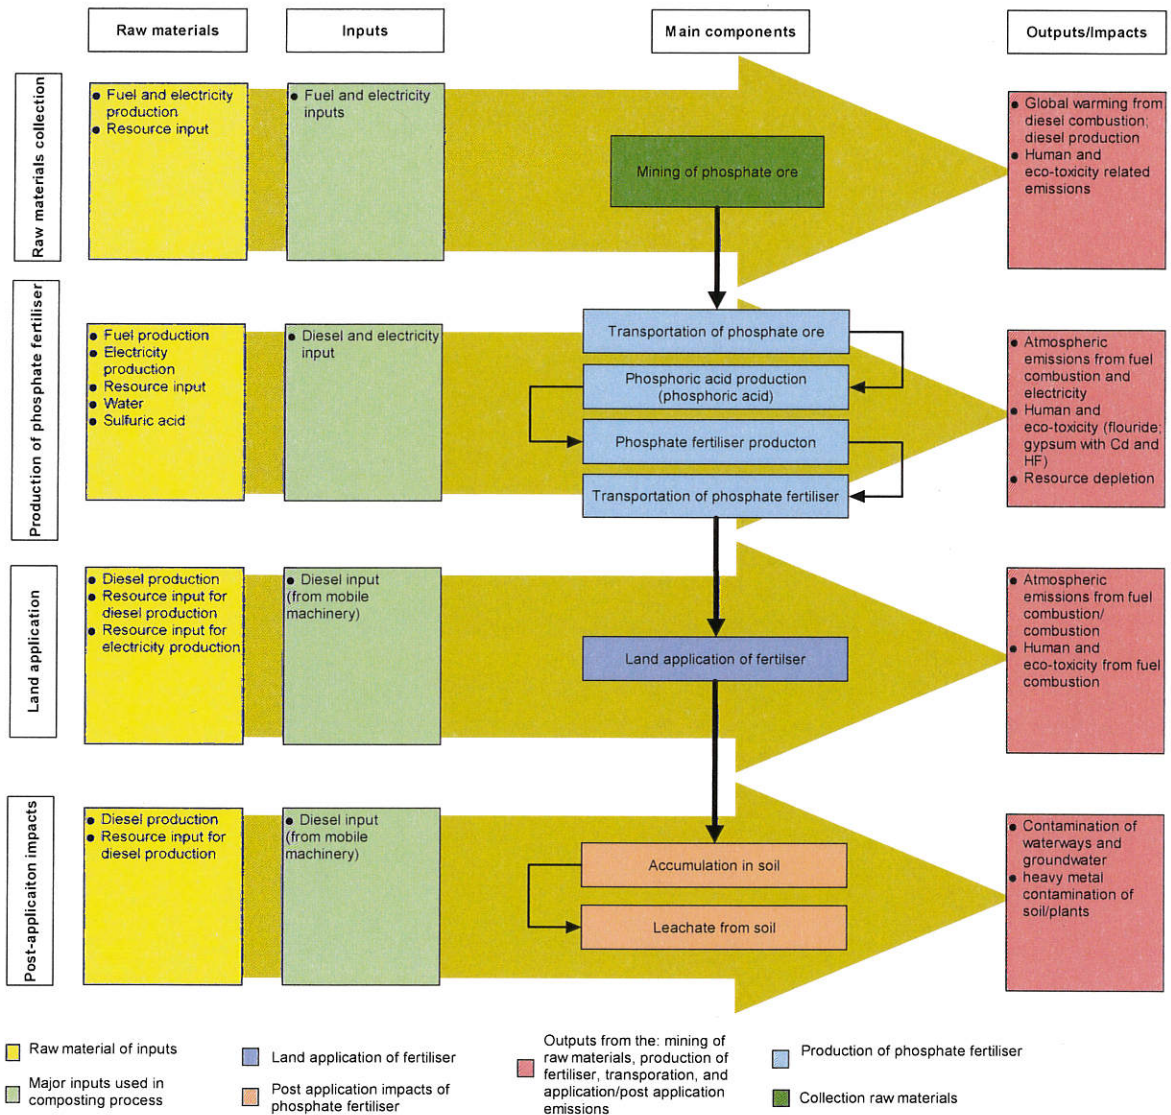 Raw materials
Inputs
Main components
Outputs/Impacts
Raw materials collection
● Fuel and electricity
production
● Resource input
● Fuel and electricity
inputs
Mining of phosphate ore
● Global warming from
diesel combustion;
diesel production
● Human and
eco-toxicity related
emissions
Production of phosphate fertiliser
● Fuel production
● Electricity
production
● Resource input
● Water
● Sulfuric acid
● Diesel and electricity
input
Transportation of phosphate ore
Phosphoric acid production
(phosphoric acid)
Phosphate fertiliser producton
Transportation of phosphate fertiliser
● Atmospheric
emissions from fuel
combustion and
electricity
● Human and
eco-toxicity (flouride;
gypsum with Cd and
HF)
● Resource depletion
Land application
● Diesel production
● Resource input for
diesel production
● Resource input for
electricity production
● Diesel input
(from mobile
machinery)
Land application of fertilser
● Atmospheric
emissions from fuel
combustion/
combustion
● Human and
eco-toxicity from fuel
combustion
Post-applicaiton impacts
● Diesel production
● Resource input for
diesel production
● Diesel input
(from mobile
machinery)
Accumulation in soil
Leachate from soil
● Contamination of
waterways and
groundwater
● heavy metal
contamination of
soil/plants
Raw material of inputs
Major inputs used in
composting process
Land application of fertiliser
Post application impacts of
phosphate fertiliser
Outputs from the: mining of
raw materials, production of
fertiliser, transporation, and
application/post application
emissions
Production of phosphate fertiliser
Collection raw materials